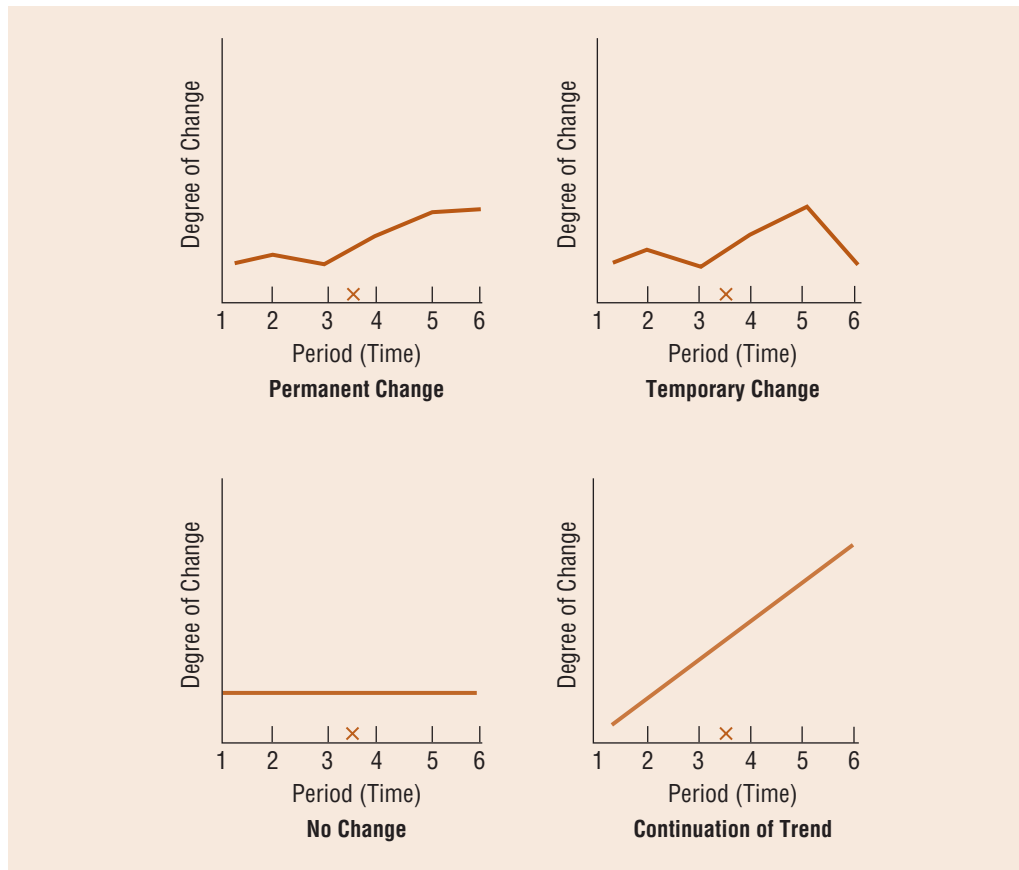 Degree of Change
1 2 3 4 5 6
Period (Time)
Permanent Change
Degree of Change
1 2 3 4 5 6
Period (Time)
Temporary Change
Degree of Change
1 2 3 4 5 6
Period (Time)
No Change
Degree of Change
1 2 3 4 5 6
Period (Time)
Continuation of Trend